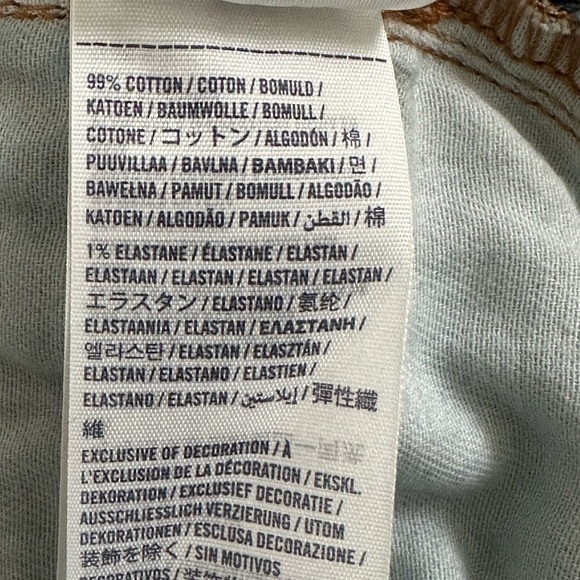 99% COTTON / COTON / BOMULD /
KATOEN / BAUMWOLLE / BOMULL /
COTONE / コットン / ALGODÓN / 棉 /
PUUVILLAA / BAVLNA / BAMBAKI / 면 /
BAWEŁNA / PAMUT / BOMULL / ALGODÃO /
KATOEN / ALGODÃO / PAMUK / القطن / 棉
1% ELASTANE / ÉLASTANE / ELASTAN /
ELASTAAN / ELASTAN / ELASTAN / ELASTAN /
エラスタン / ELASTANO / 氨纶 /
ELASTAANIA / ELASTAN / ΕΛΑΣΤΑΝΗ /
엘라스탄 / ELASTAN / ELASZTÁN /
ELASTAN / ELASTANO / ELASTIEN /
ELASTANO / ELASTAN / إيلاستين / 彈性纖
維
EXCLUSIVE OF DECORATION / À
L'EXCLUSION DE LA DÉCORATION / EKSKL.
DEKORATION / EXCLUSIEF DECORATIE /
AUSSCHLIESSLICH VERZIERUNG / UTOM
DEKORATIONEN / ESCLUSA DECORAZIONE /
装飾を除く / SIN MOTIVOS
DECORATIVOS /